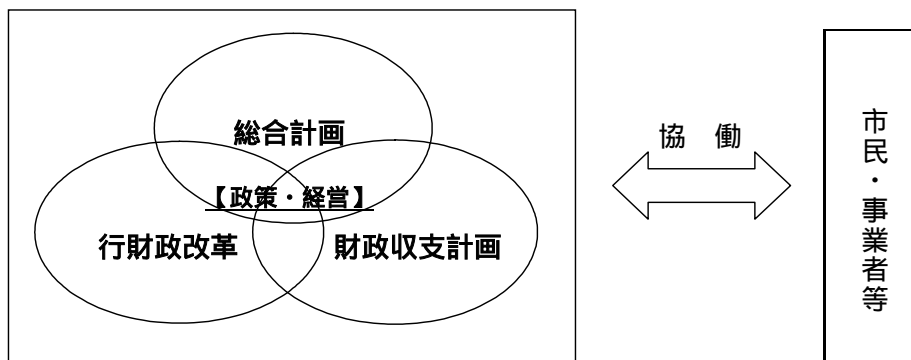 総合計画
【政策・経営】
行財政改革
財政収支計画
協 働
市民・事業者等